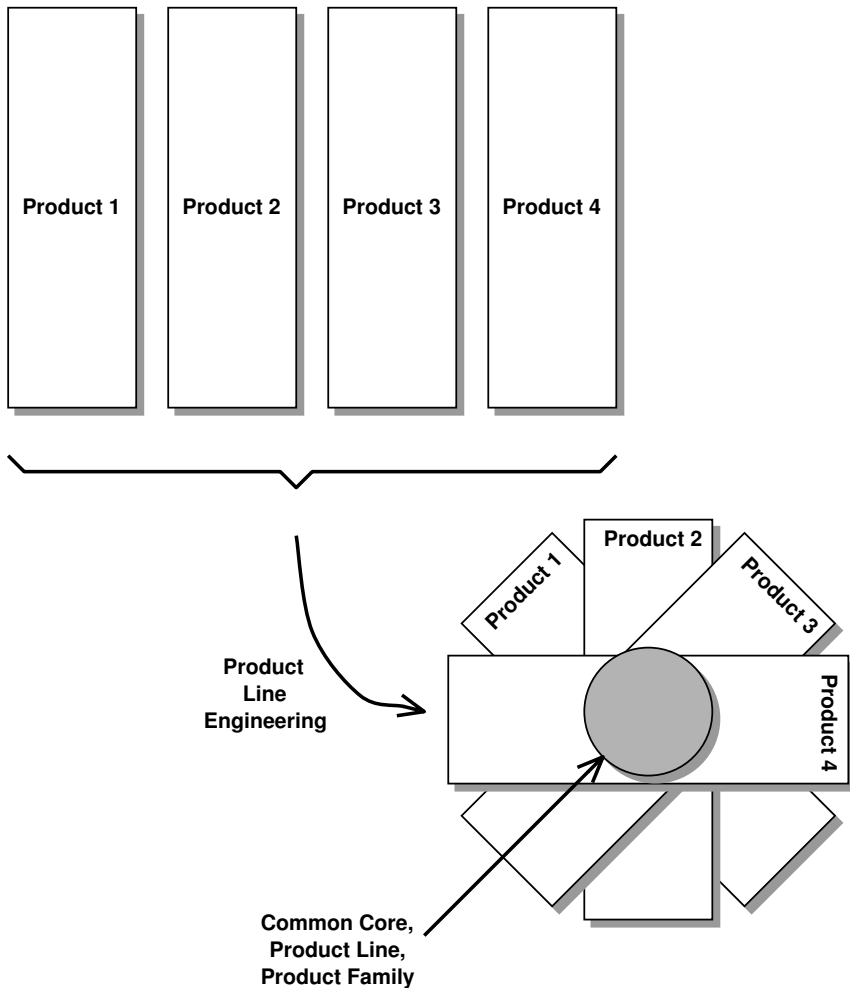 Product 1
Product 2
Product 3
Product 4
Product 1
Product 2
Product 3
Product 4
Product
Line
Engineering
Common Core,
Product Line,
Product Family